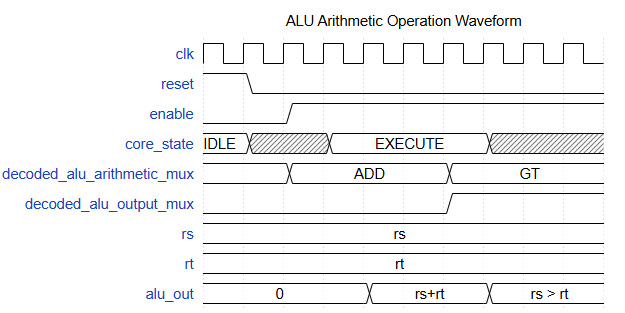 ALU Arithmetic Operation Waveform
clk
reset
enable
core_state IDLE EXECUTE
decoded_alu_arithmetic_mux ADD GT
decoded_alu_output_mux
rs rs
rt rt
alu_out 0 rs+rt rs > rt